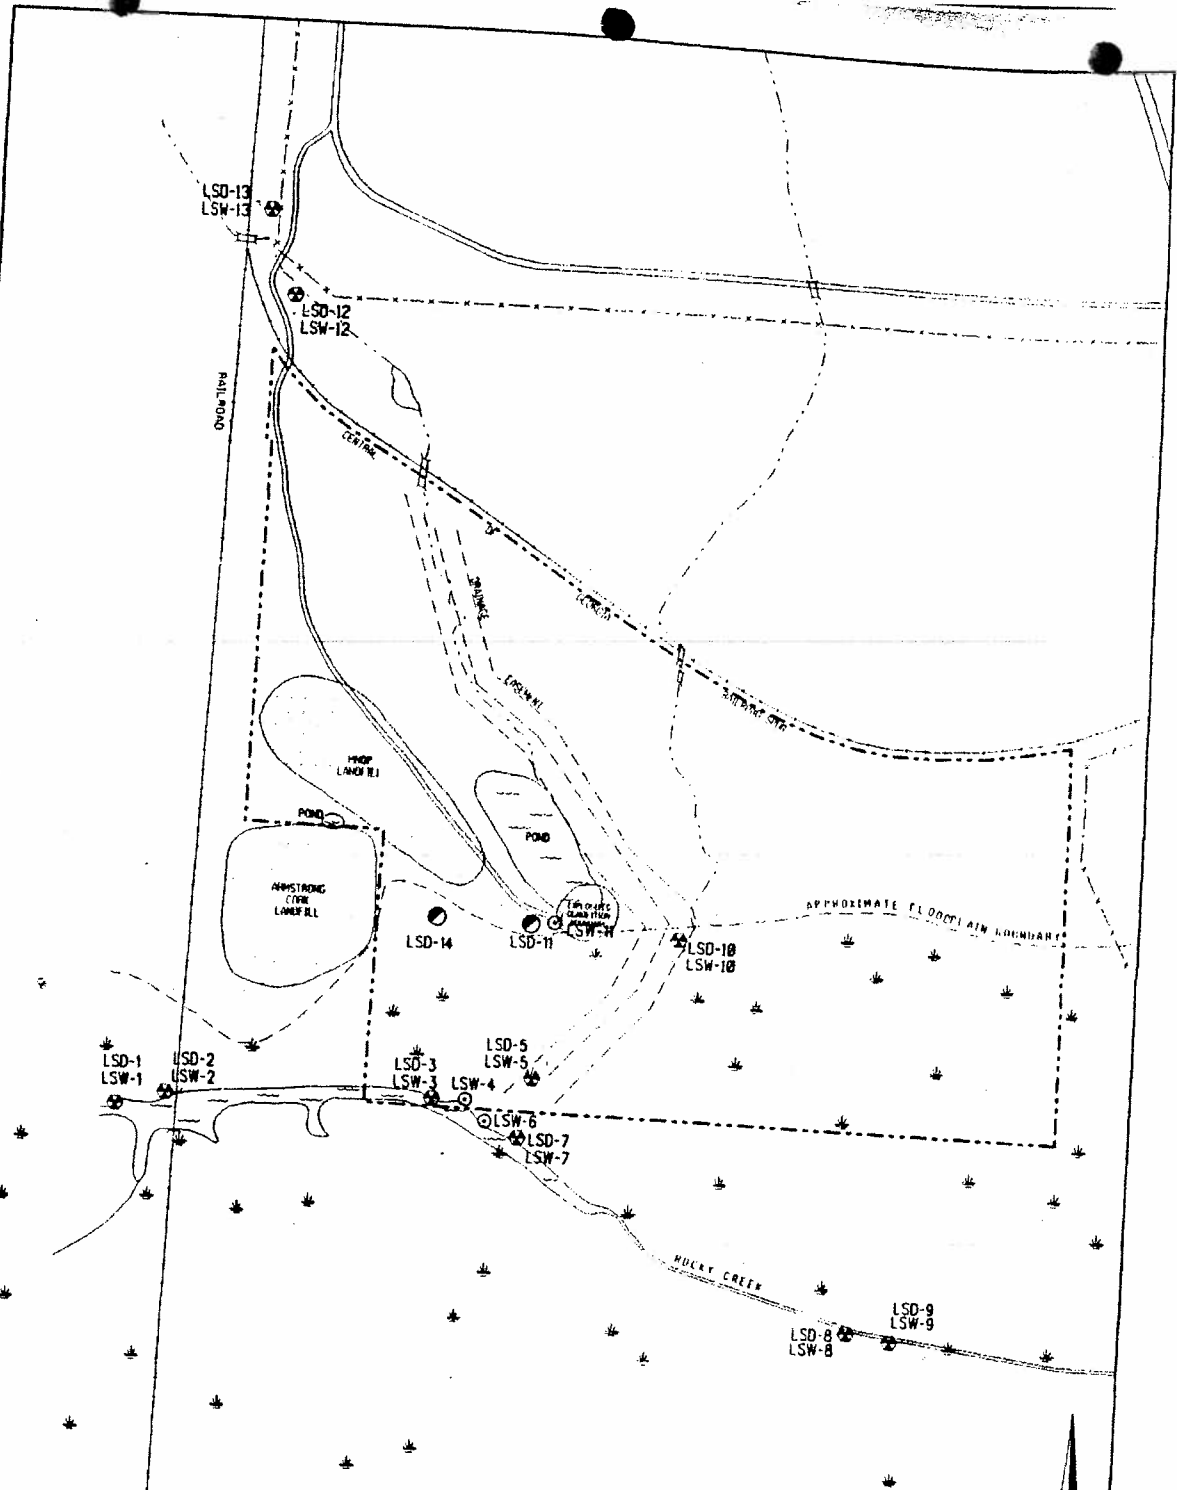 LSD-13
LSW-13
LSD-12
LSW-12
RAILROAD
CENTRAL
OF
GEORGIA
DRAINAGE
EASEMENT
RAILROAD SPUR
LANDFILL
POND
POND
ARMSTRONG
CORK
LANDFILL
LSD-14
LSD-11
LSW-11
APPROXIMATE FLOODPLAIN BOUNDARY
LSD-10
LSW-10
LSD-1
LSW-1
LSD-2
LSW-2
LSD-3
LSW-3
LSW-4
LSD-5
LSW-5
LSW-6
LSD-7
LSW-7
ROCKY CREEK
LSD-8
LSW-8
LSD-9
LSW-9